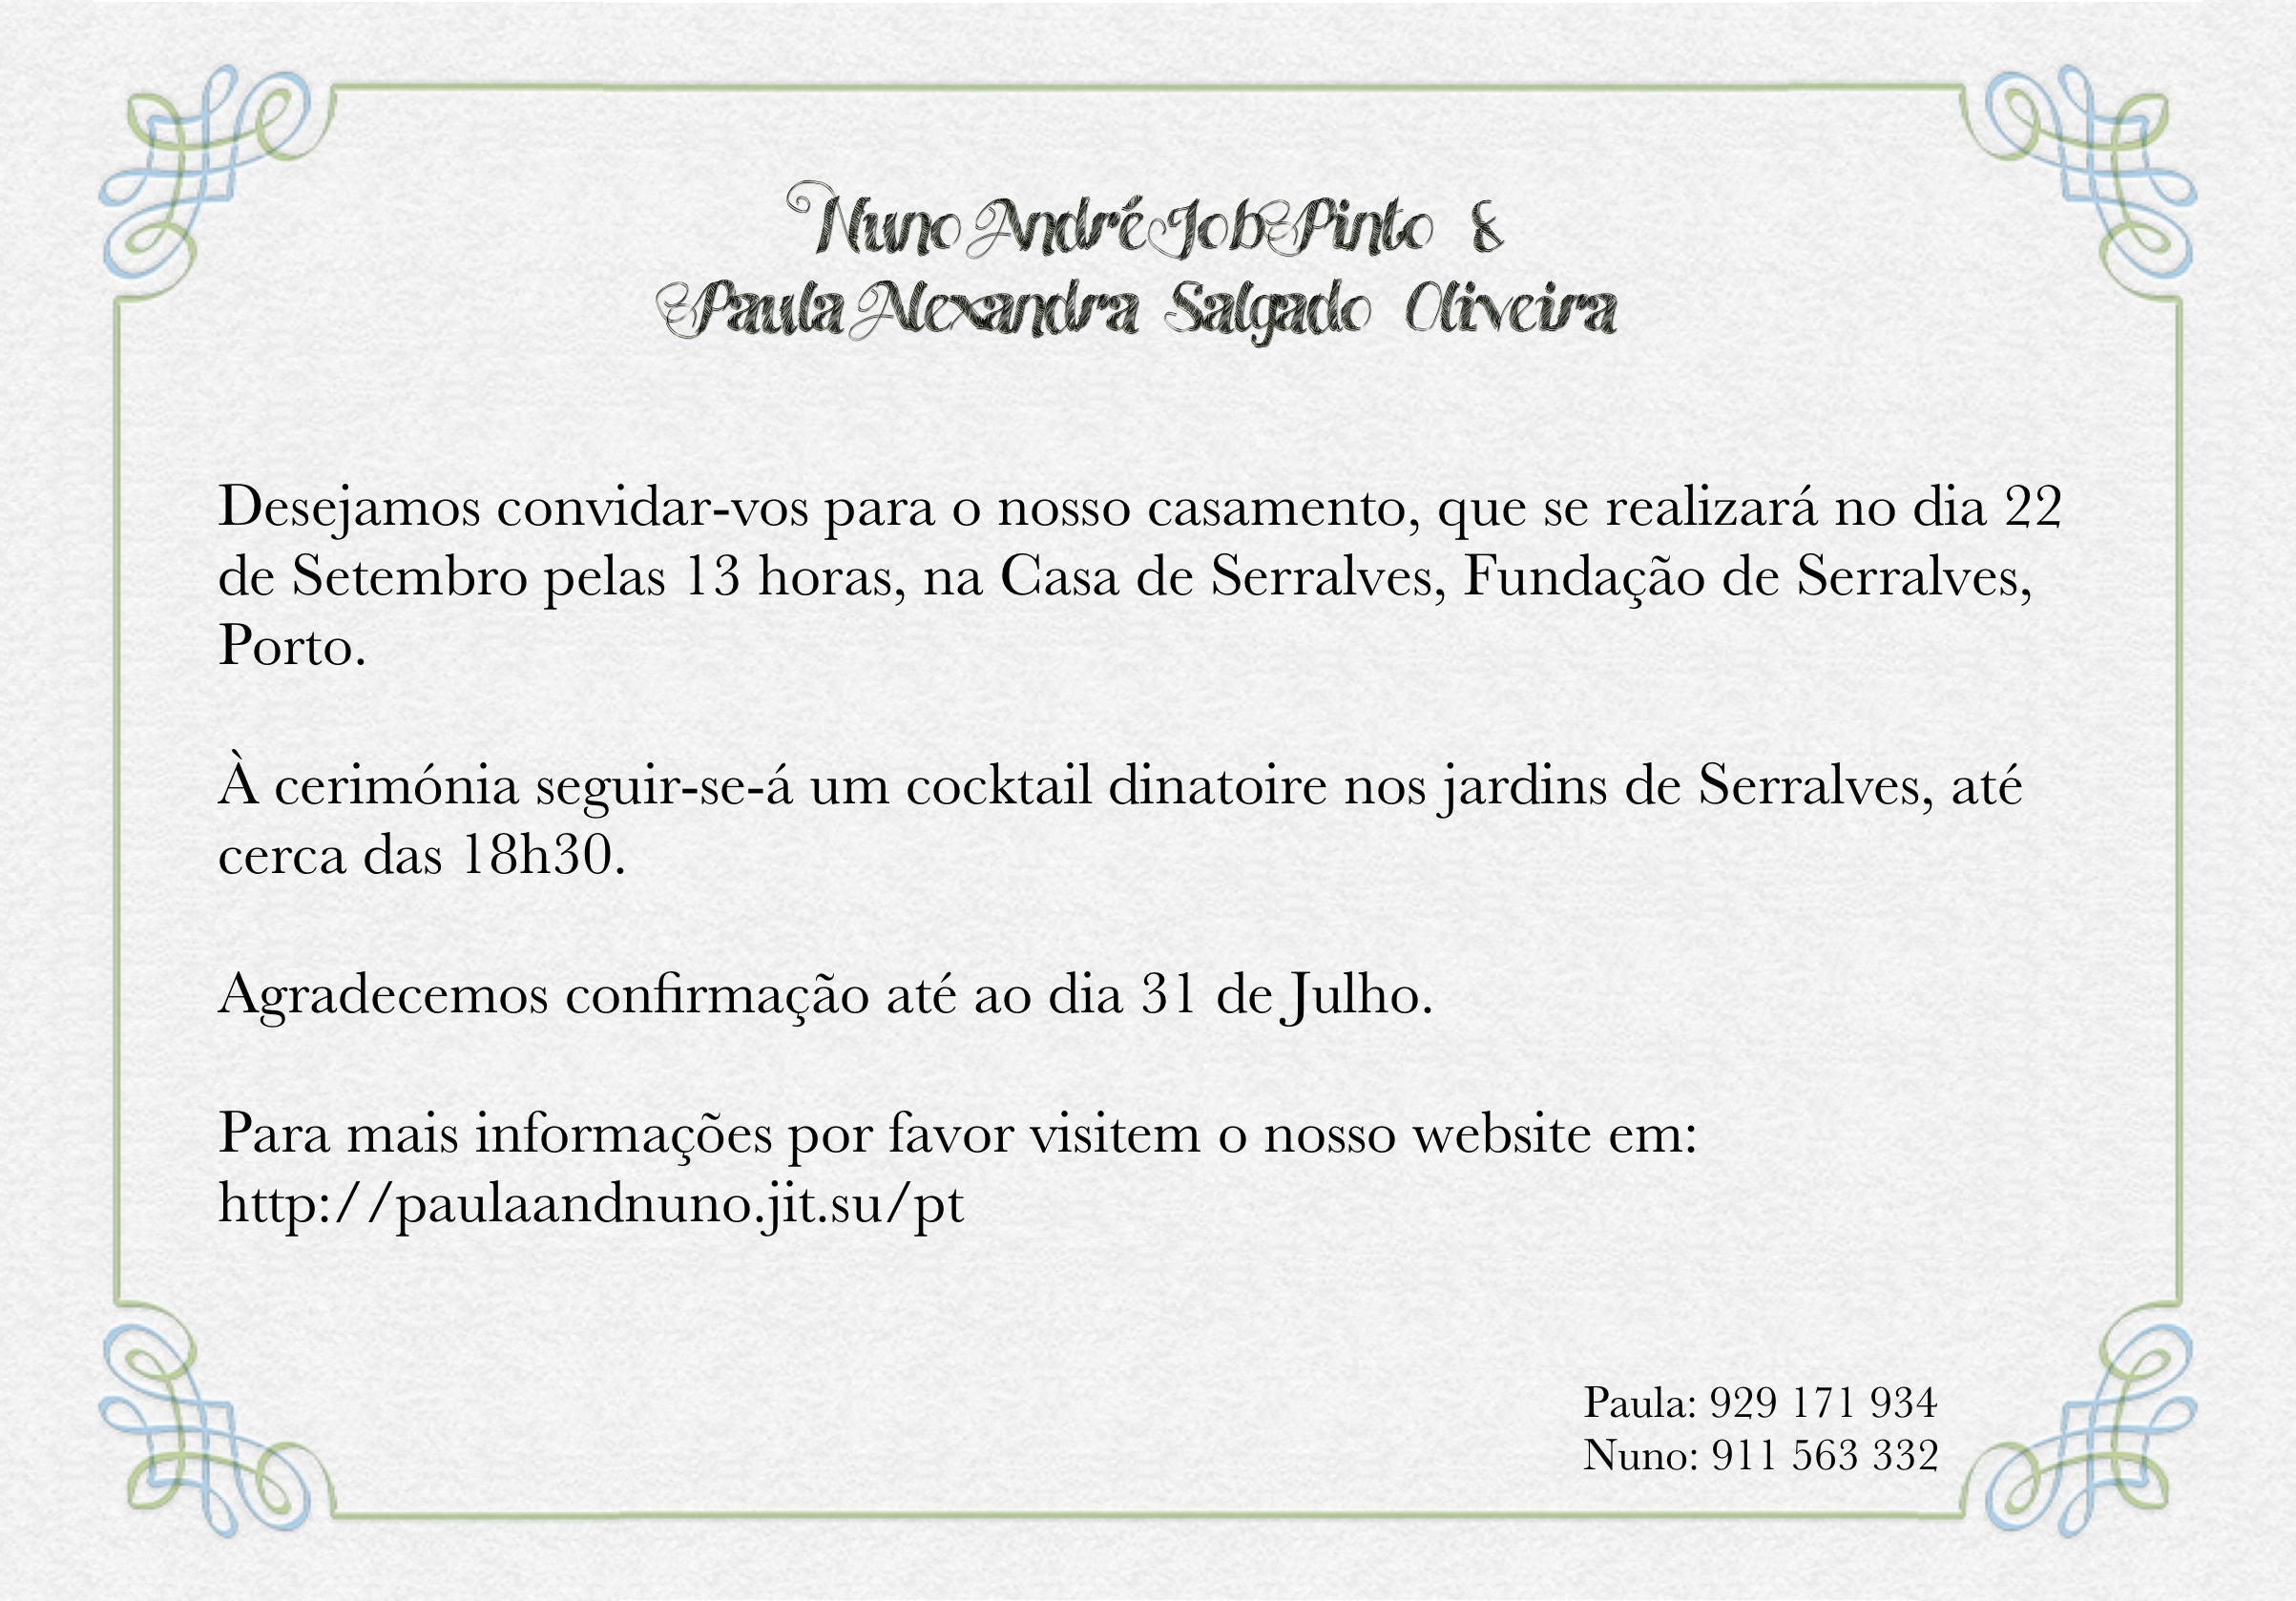 Nuno André Job Pinto &
Paula Alexandra Salgado Oliveira
Desejamos convidar-vos para o nosso casamento, que se realizará no dia 22
de Setembro pelas 13 horas, na Casa de Serralves, Fundação de Serralves,
Porto.
À cerimónia seguir-se-á um cocktail dinatoire nos jardins de Serralves, até
cerca das 18h30.
Agradecemos confirmação até ao dia 31 de Julho.
Para mais informações por favor visitem o nosso website em:
http://paulaandnuno.jit.su/pt
Paula: 929 171 934
Nuno: 911 563 332